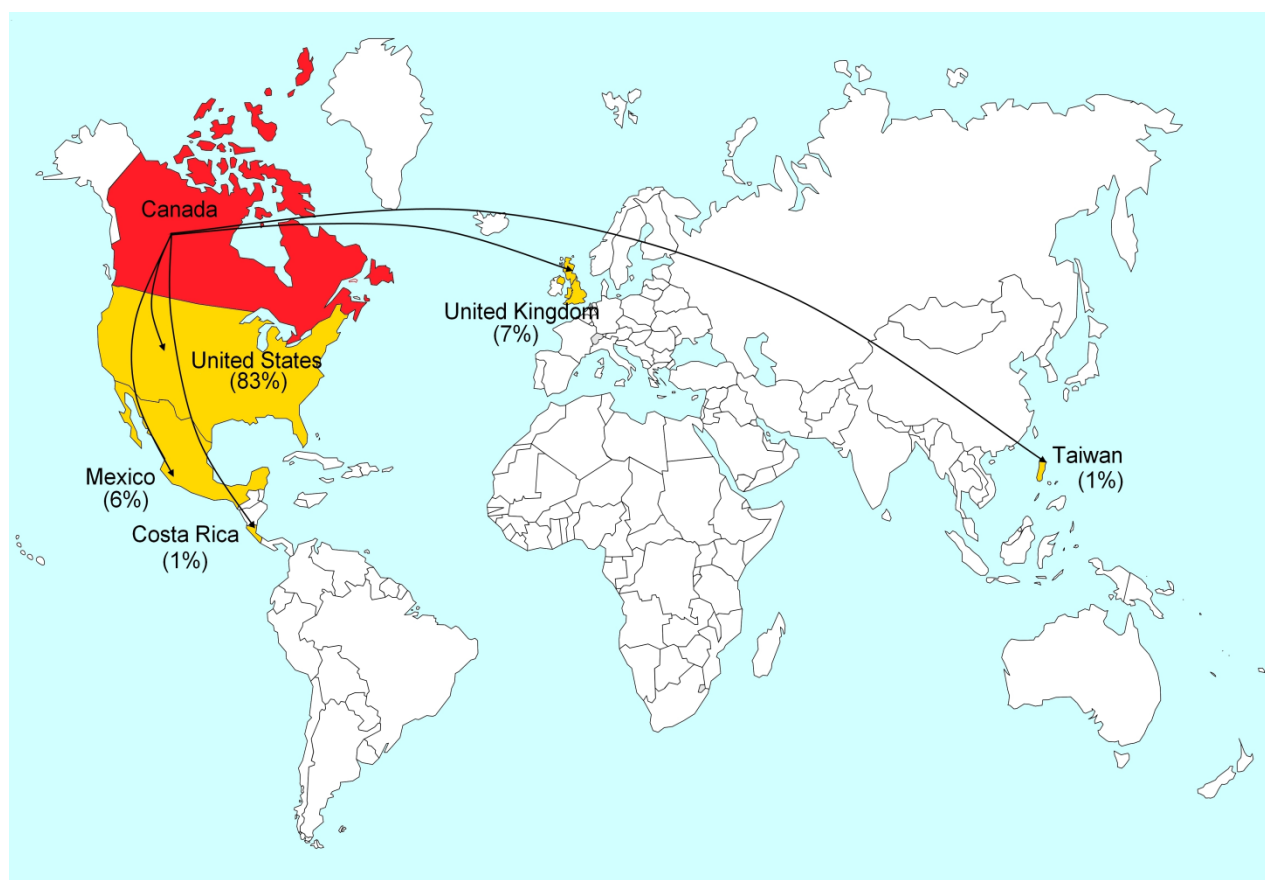 Canada
United Kingdom
(7%)
United States
(83%)
Mexico
(6%)
Taiwan
(1%)
Costa Rica
(1%)